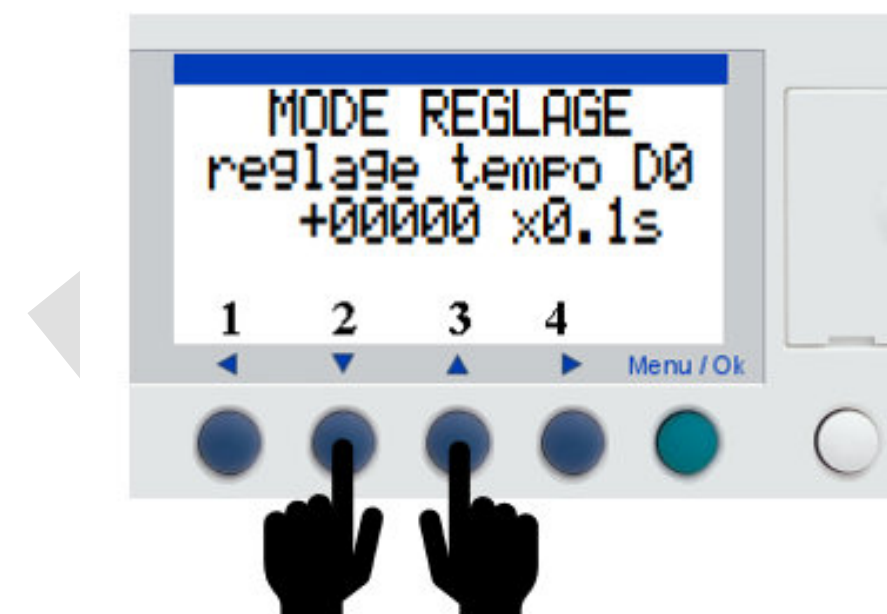 MODE REGLAGE
reglage tempo D0
+00000 x0.1s
1 2 3 4
Menu / Ok